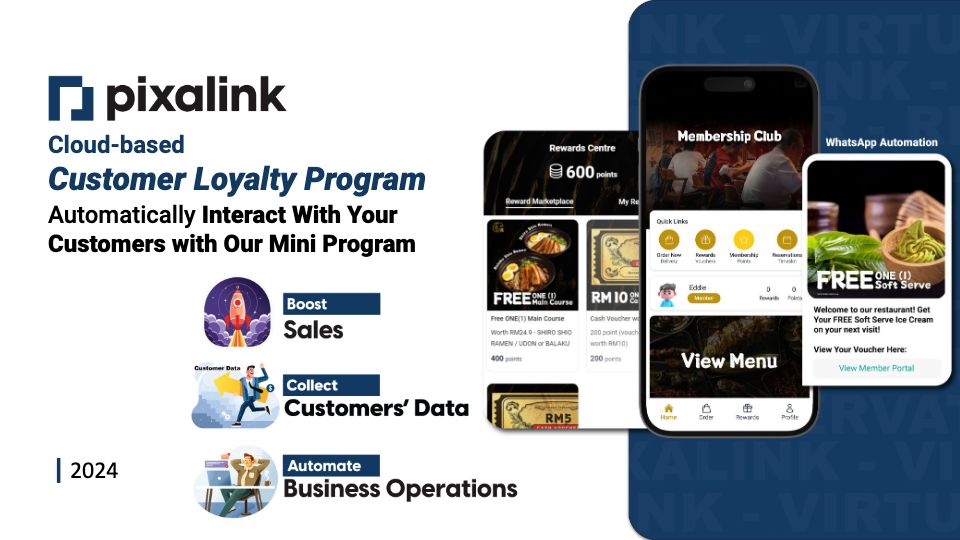 pixalink
Cloud-based
Customer Loyalty Program
Automatically Interact With Your
Customers with Our Mini Program
Boost
Sales
Customer Data
Collect
Customers' Data
Automate
Business Operations
2024
Rewards Centre
600 points
Reward Marketplace
My Re
FREE ONE (1)
Main Course
Free ONE(1) Main Course
Worth RM24.9 - SHIRO SHIO
RAMEN / UDON or BALAKU
400 points
RM10
Cash Voucher wo
200 point (vouch
worth RM10)
200 points
RM5
CASH VOUCHER
Membership Club
Quick Links
Order Now
Delivery
Rewards
Vouchers
Membership
Points
Reservations
Eddie
Member
0
Rewards
0
Points
View Menu
Home
Order
Rewards
Profile
WhatsApp Automation
FREE ONE (1)
Soft Serve
Welcome to our restaurant! Get
Your FREE Soft Serve Ice Cream
on your next visit!
View Your Voucher Here:
View Member Portal
NK - VIRTU